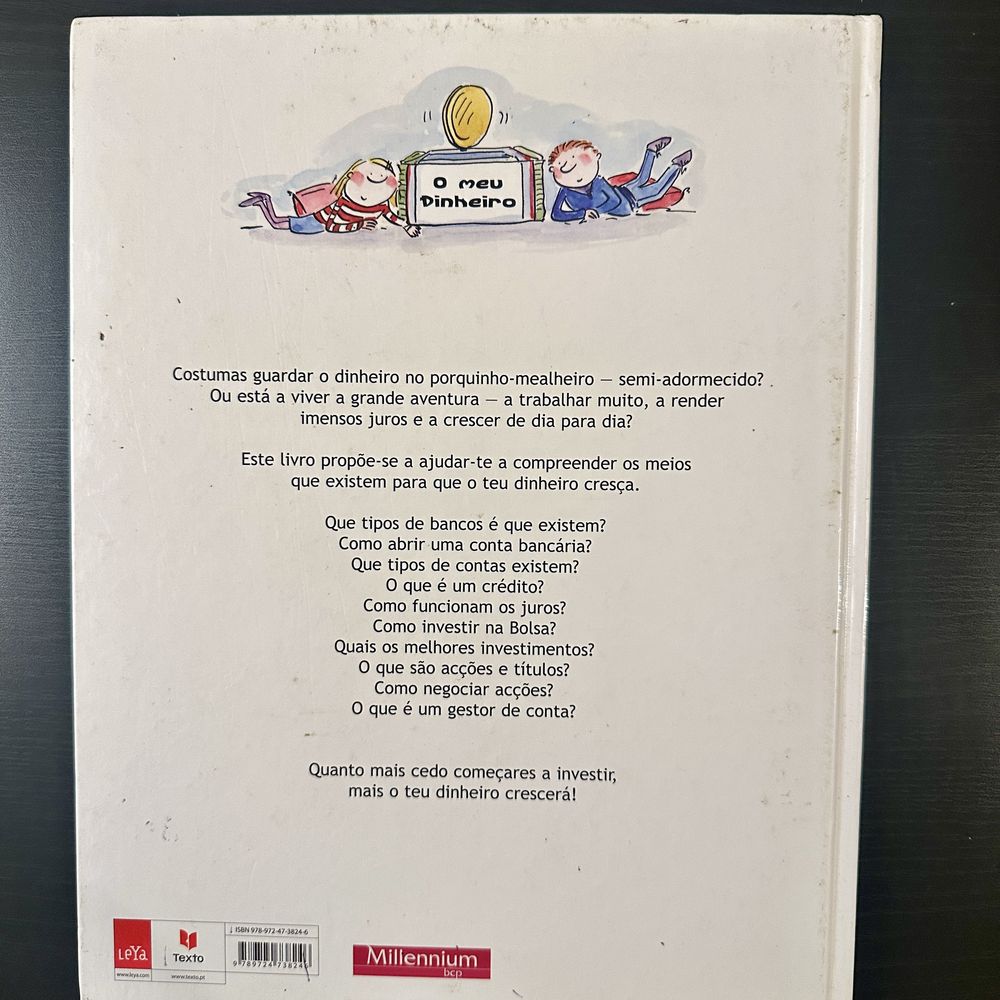 O meu
Dinheiro
Costumas guardar o dinheiro no porquinho-mealheiro — semi-adormecido?
Ou está a viver a grande aventura — a trabalhar muito, a render
imensos juros e a crescer de dia para dia?
Este livro propõe-se a ajudar-te a compreender os meios
que existem para que o teu dinheiro cresça.
Que tipos de bancos é que existem?
Como abrir uma conta bancária?
Que tipos de contas existem?
O que é um crédito?
Como funcionam os juros?
Como investir na Bolsa?
Quais os melhores investimentos?
O que são acções e títulos?
Como negociar acções?
O que é um gestor de conta?
Quanto mais cedo começares a investir,
mais o teu dinheiro crescerá!
LeYa
www.leya.com
Texto
www.texto.pt
ISBN 978-972-47-3824-6
9 789724 738246
Millennium
bcp